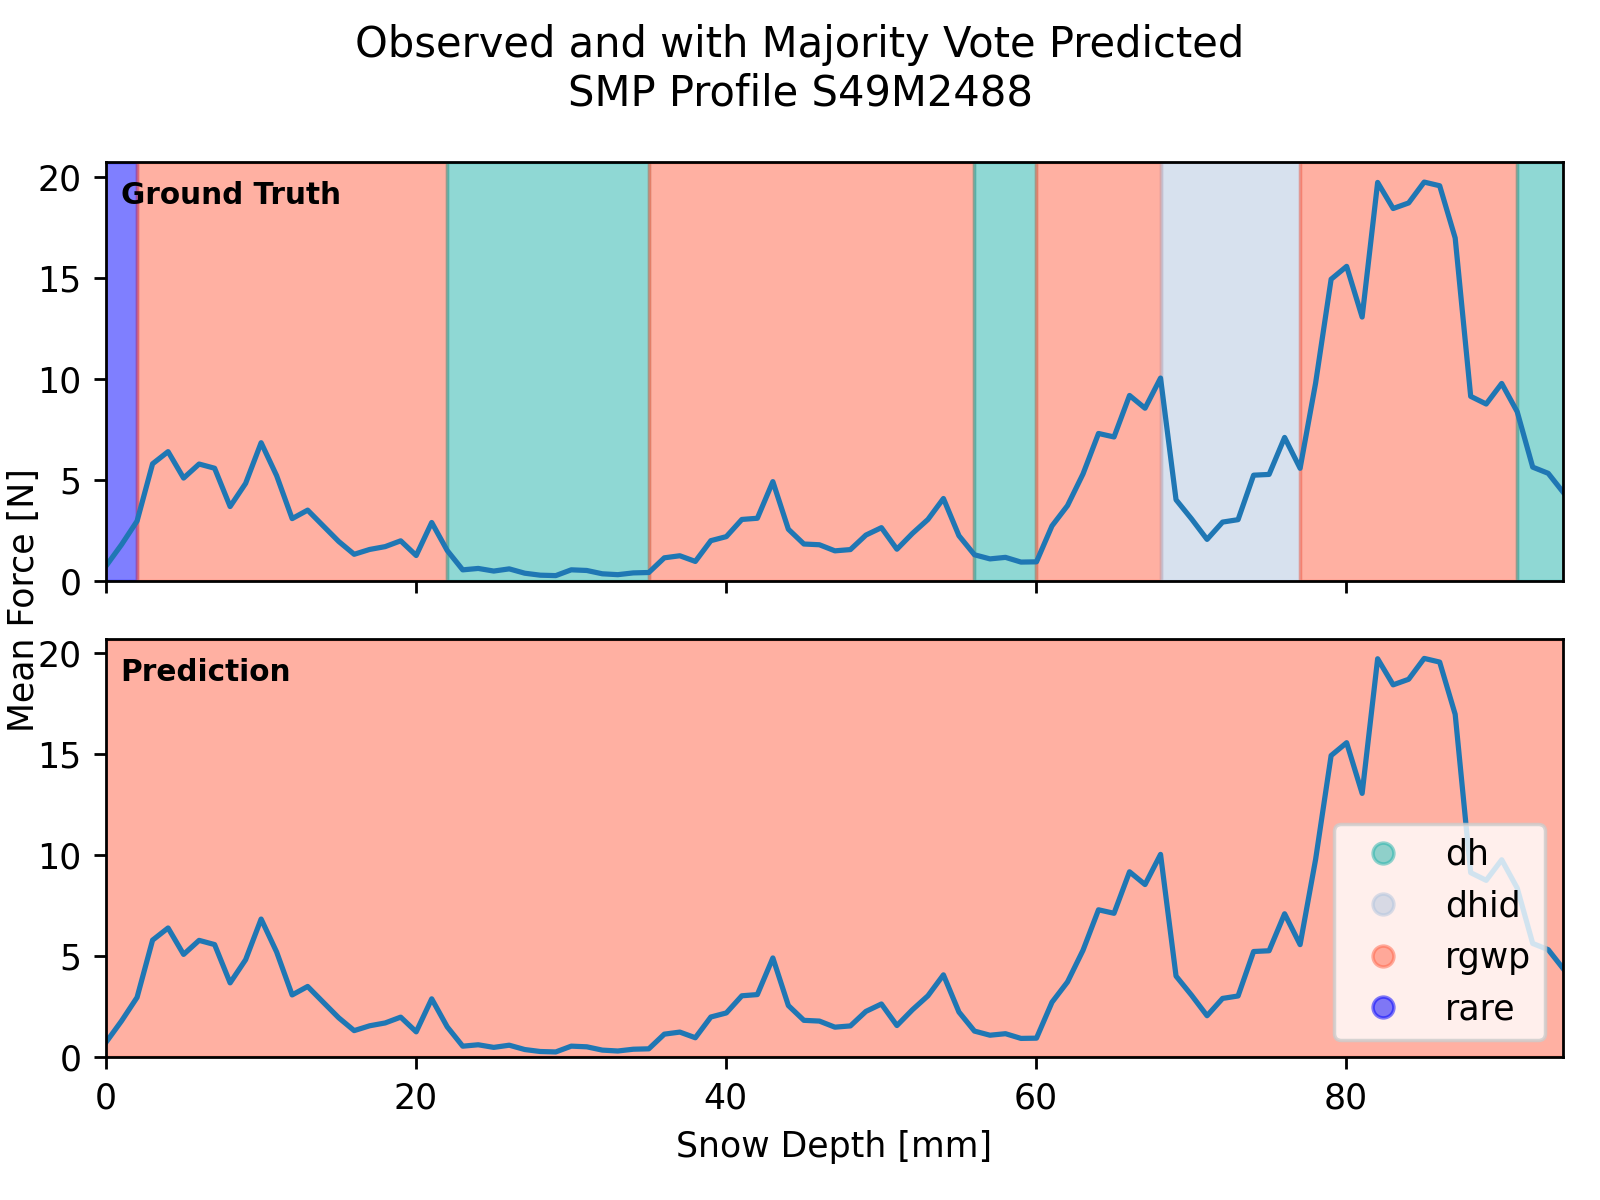 Observed and with Majority Vote Predicted
SMP Profile S49M2488
20
15
10
5
0
Ground Truth
Mean Force [N]
20
15
10
5
0
Prediction
dh
dhid
rgwp
rare
0 20 40 60 80
Snow Depth [mm]